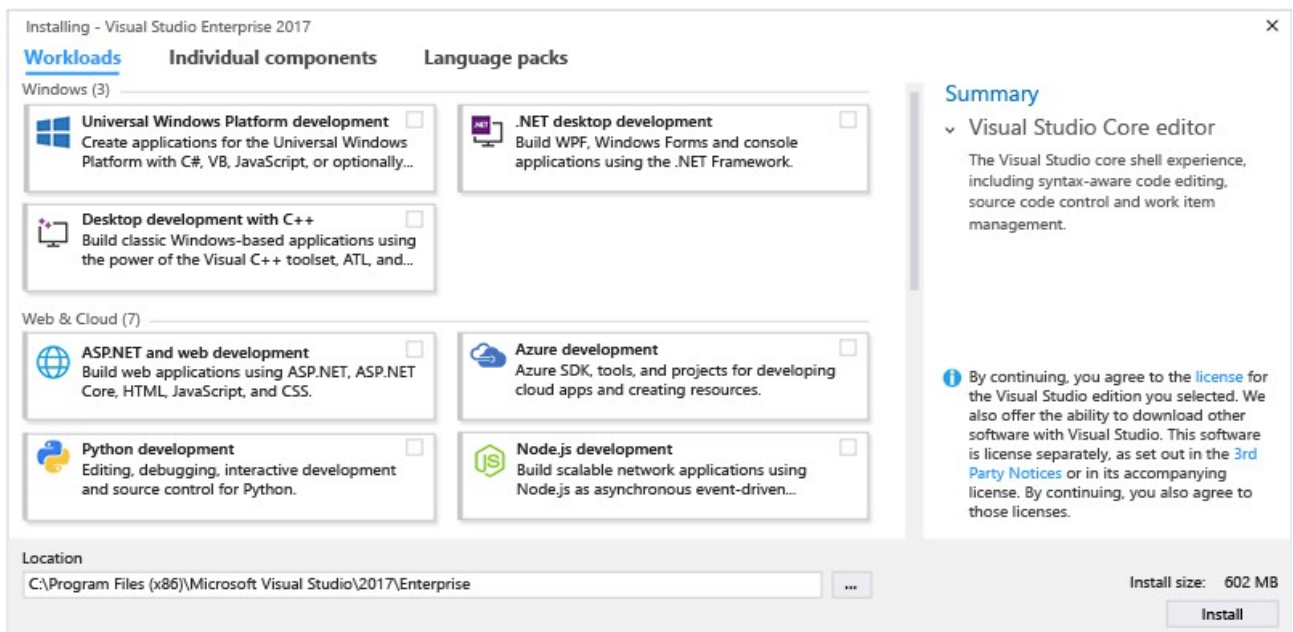 Installing - Visual Studio Enterprise 2017
Workloads
Individual components
Language packs
Windows (3)
Universal Windows Platform development
Create applications for the Universal Windows
Platform with C#, VB, JavaScript, or optionally...
.NET
.NET desktop development
Build WPF, Windows Forms and console
applications using the .NET Framework.
Desktop development with C++
Build classic Windows-based applications using
the power of the Visual C++ toolset, ATL, and...
Web & Cloud (7)
ASP.NET and web development
Build web applications using ASP.NET, ASP.NET
Core, HTML, JavaScript, and CSS.
Azure development
Azure SDK, tools, and projects for developing
cloud apps and creating resources.
Python development
Editing, debugging, interactive development
and source control for Python.
JS
Node.js development
Build scalable network applications using
Node.js as asynchronous event-driven...
Summary
Visual Studio Core editor
The Visual Studio core shell experience,
including syntax-aware code editing,
source code control and work item
management.
By continuing, you agree to the license for
the Visual Studio edition you selected. We
also offer the ability to download other
software with Visual Studio. This software
is license separately, as set out in the 3rd
Party Notices or in its accompanying
license. By continuing, you also agree to
those licenses.
Location
C:\Program Files (x86)\Microsoft Visual Studio\2017\Enterprise
...
Install size: 602 MB
Install